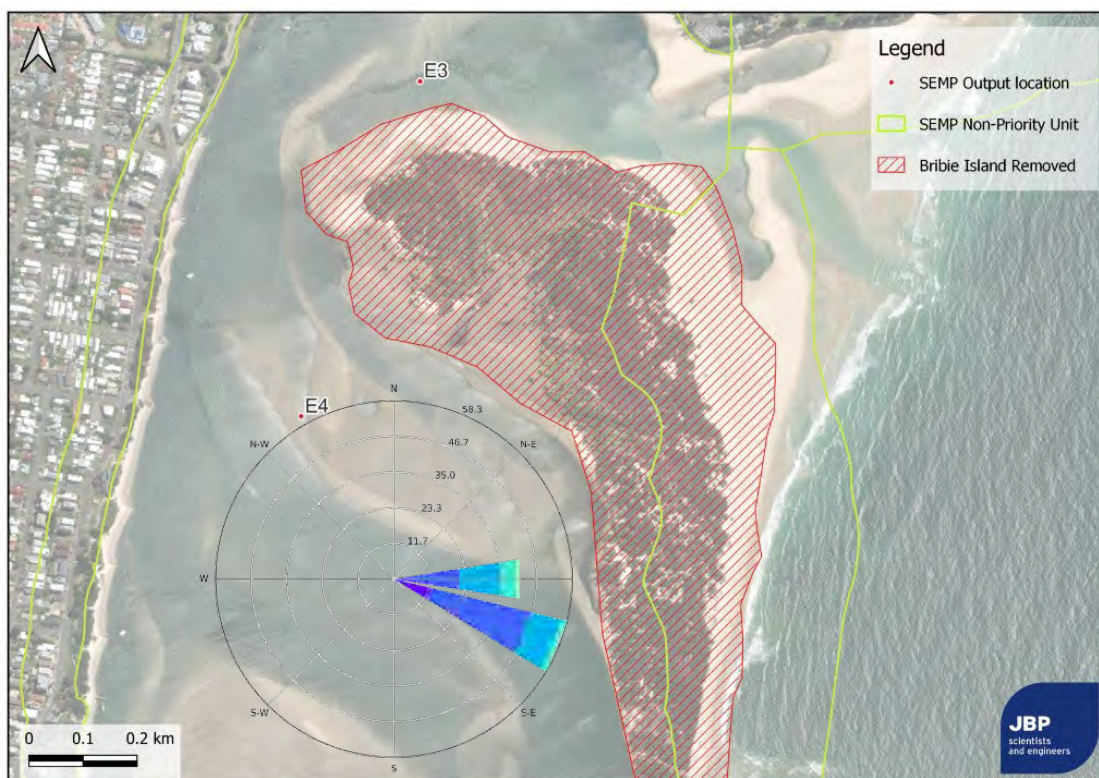 Legend
SEMP Output location
SEMP Non-Priority Unit
Bribie Island Removed
E3
E4
N
58.3
N-W
46.7
N-E
35.0
23.3
11.7
W
S-W
S-E
S
0 0.1 0.2 km
JBP
scientists
and engineers